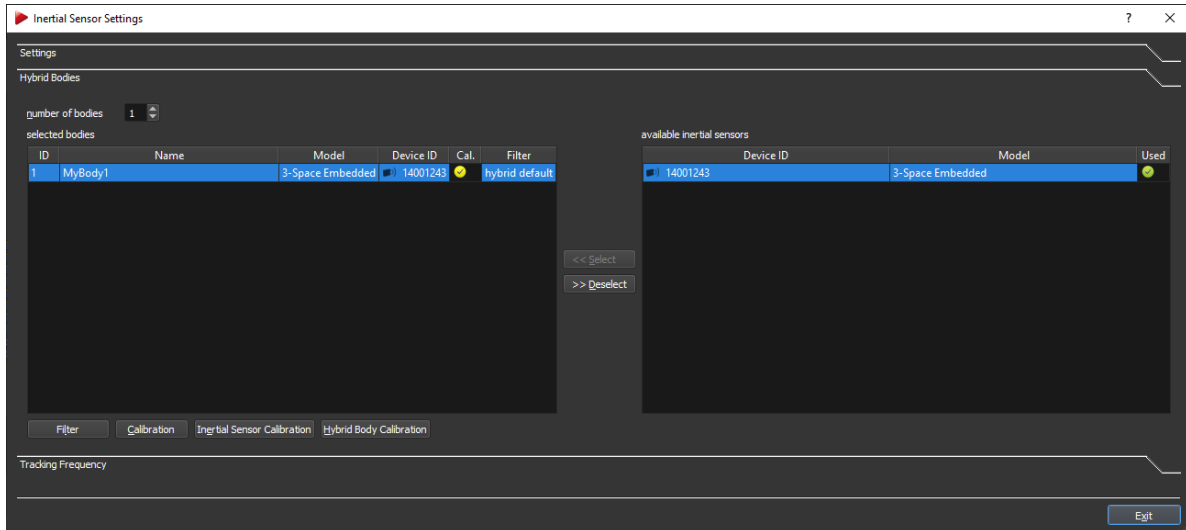 Inertial Sensor Settings ?
Settings
Hybrid Bodies
number of bodies 1
selected bodies available inertial sensors
ID Name Model Device ID Cal. Filter Device ID Model Used
1 MyBody1 3-Space Embedded 14001243 hybrid default 14001243 3-Space Embedded
<< Select
>> Deselect
Filter Calibration Inertial Sensor Calibration Hybrid Body Calibration
Tracking Frequency
Exit